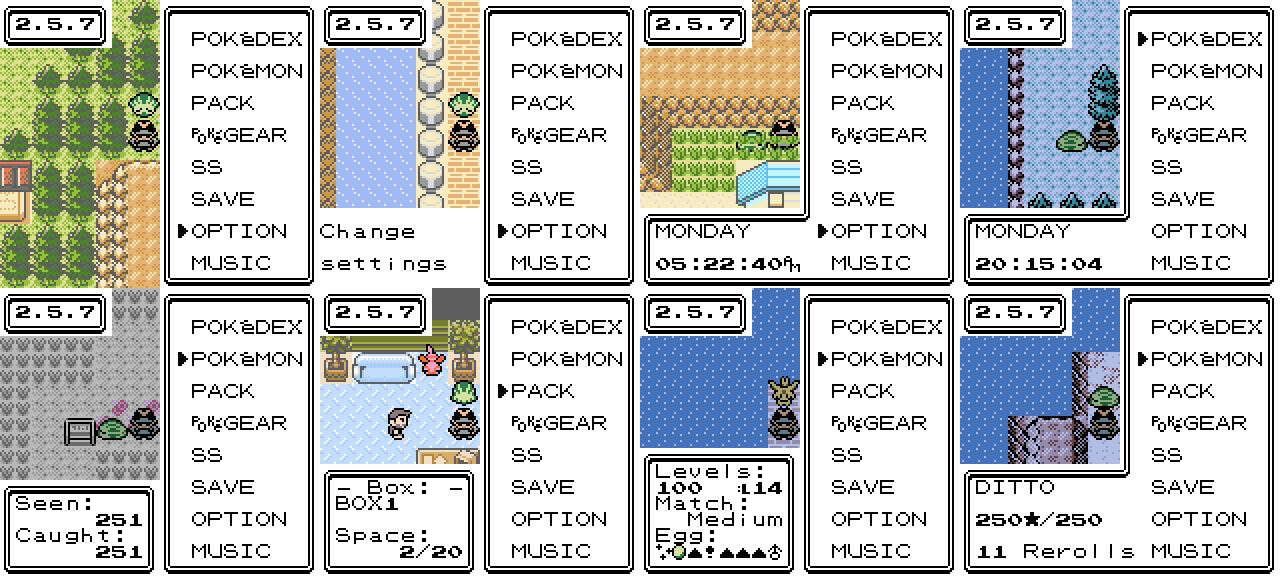 2.5.7
POKéDEX
POKéMON
PACK
POKéGEAR
SS
SAVE
OPTION
MUSIC
2.5.7
POKéDEX
POKéMON
PACK
POKéGEAR
SS
SAVE
OPTION
MUSIC
Change
settings
2.5.7
POKéDEX
POKéMON
PACK
POKéGEAR
SS
SAVE
OPTION
MUSIC
MONDAY
05:22:40AM
2.5.7
POKéDEX
POKéMON
PACK
POKéGEAR
SS
SAVE
OPTION
MUSIC
MONDAY
20:15:04
2.5.7
POKéDEX
POKéMON
PACK
POKéGEAR
SS
SAVE
OPTION
MUSIC
Seen:
251
Caught:
251
2.5.7
POKéDEX
POKéMON
PACK
POKéGEAR
SS
SAVE
OPTION
MUSIC
- Box: -
BOX1
Space:
2/20
2.5.7
POKéDEX
POKéMON
PACK
POKéGEAR
SS
SAVE
OPTION
MUSIC
Levels:
100 :L14
Match:
Medium
Egg:
2.5.7
POKéDEX
POKéMON
PACK
POKéGEAR
SS
SAVE
OPTION
MUSIC
DITTO
250★/250
11 Rerolls